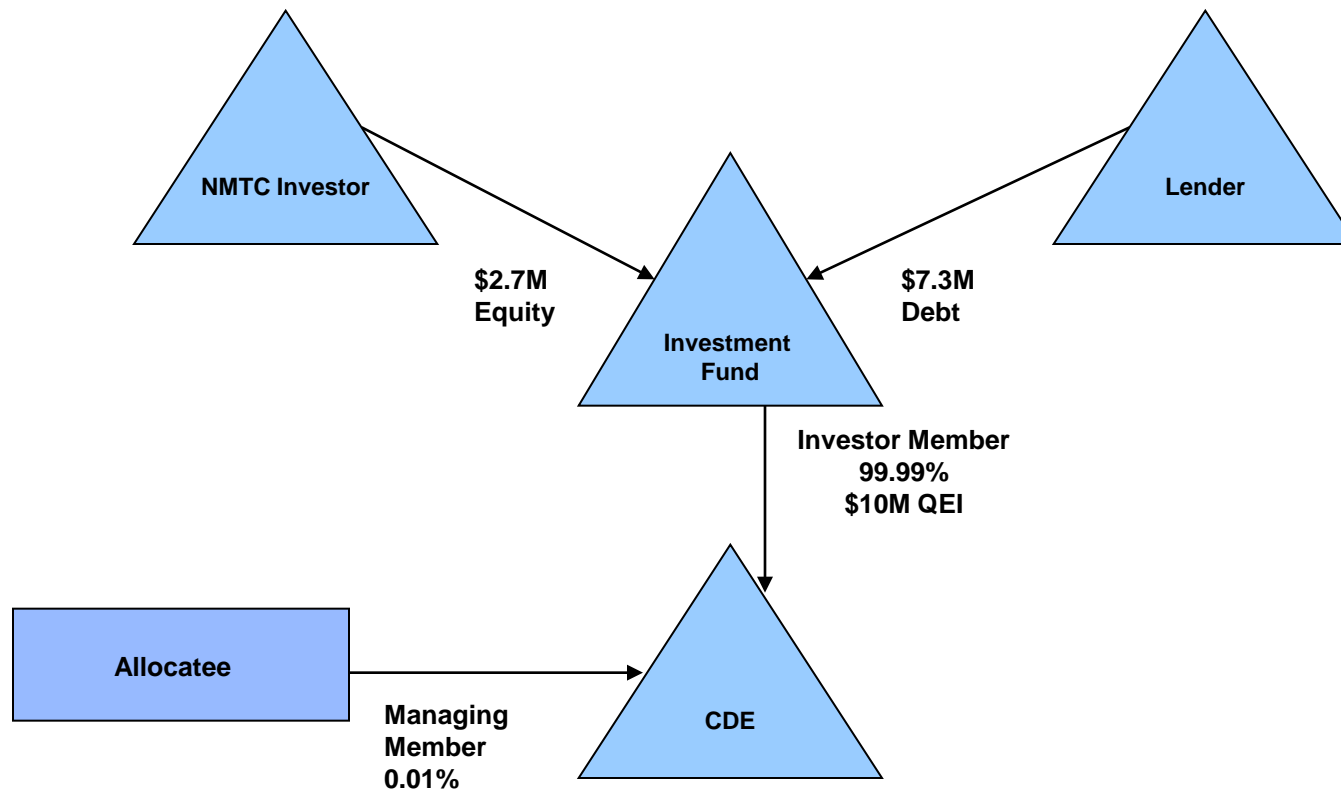 NMTC Investor
Lender
$2.7M
Equity
$7.3M
Debt
Investment
Fund
Investor Member
99.99%
$10M QEI
Allocatee
Managing
Member
0.01%
CDE